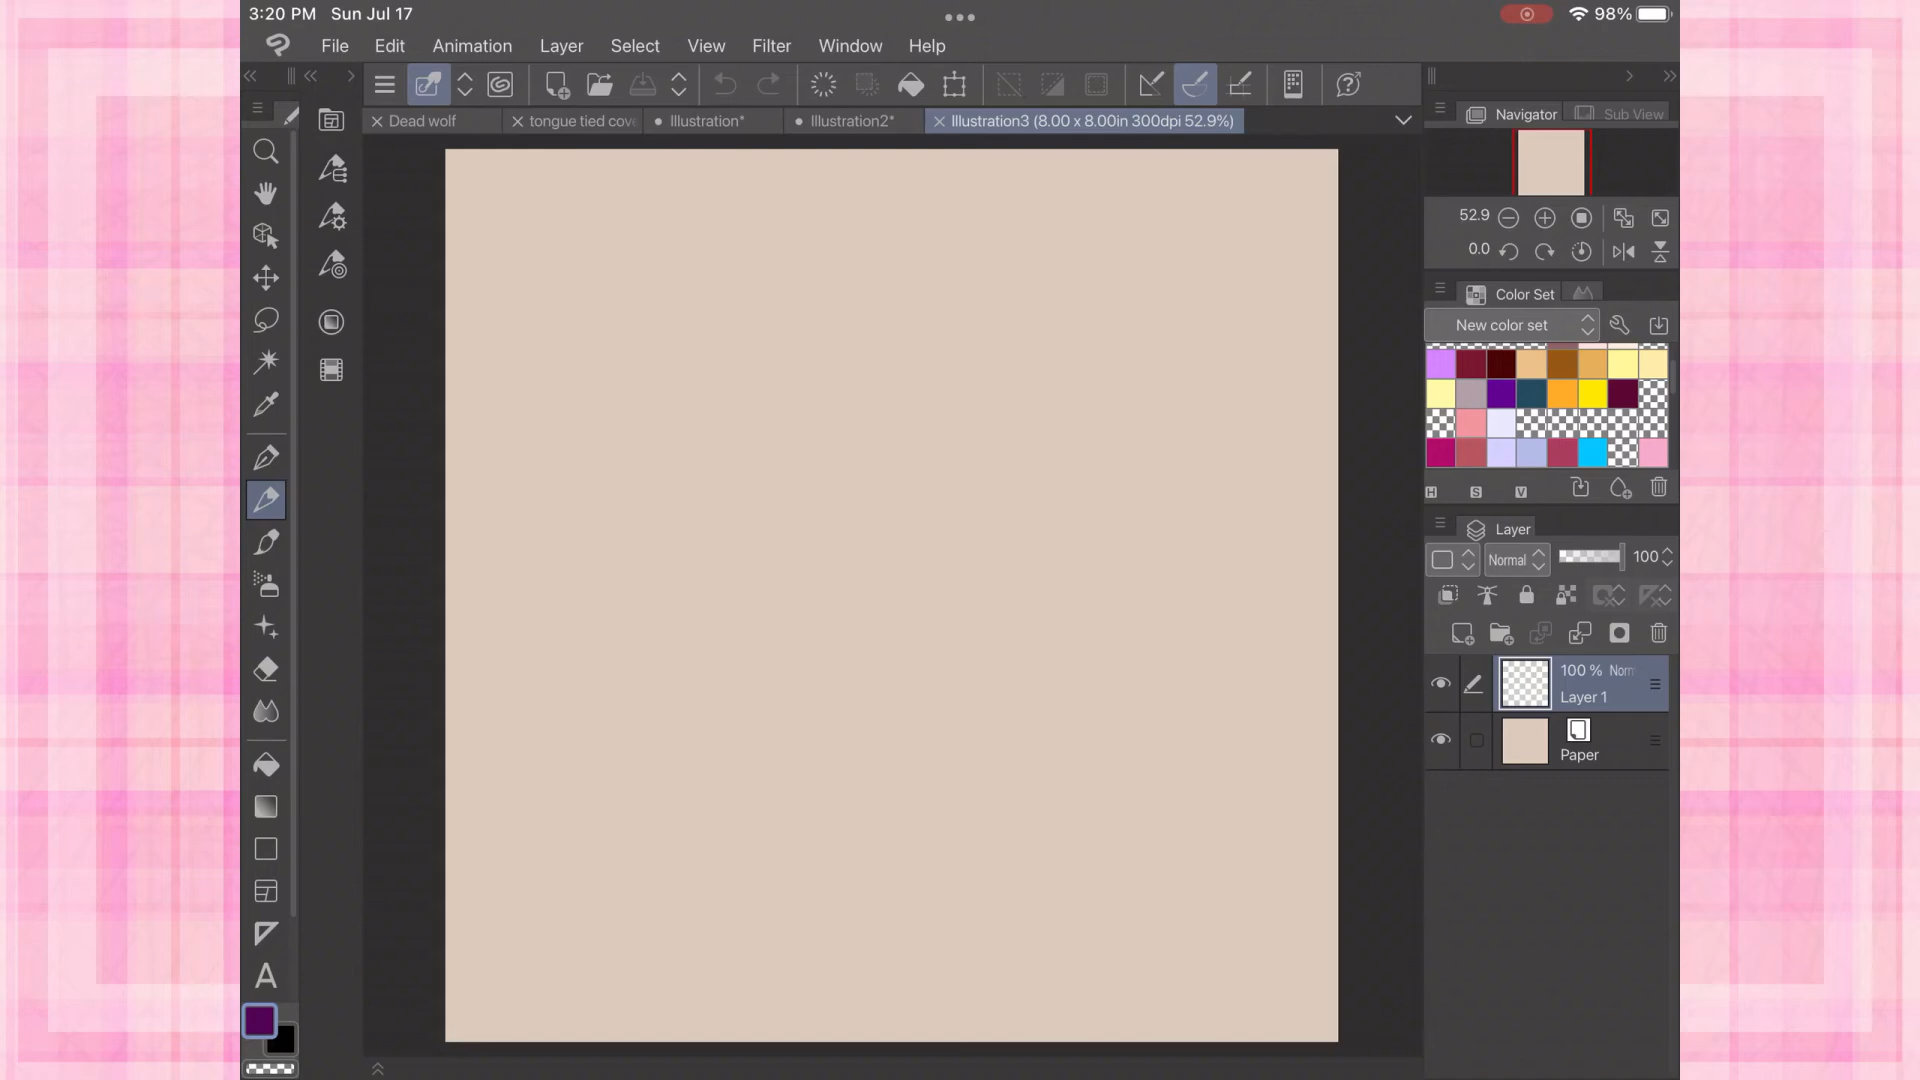 3:20 PM Sun Jul 17
98%
File Edit Animation Layer Select View Filter Window Help
Dead wolf
tongue tied cov
Illustration*
Illustration2*
Illustration3 (8.00 x 8.00in 300dpi 52.9%)
Navigator
Sub View
52.9
0.0
Color Set
New color set
H S V
Layer
Normal
100
100 % Norm
Layer 1
Paper
A